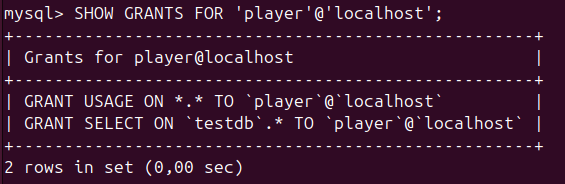 mysql> SHOW GRANTS FOR 'player'@'localhost';
+---------------------------------------------------+
| Grants for player@localhost                       |
+---------------------------------------------------+
| GRANT USAGE ON *.* TO `player`@`localhost`        |
| GRANT SELECT ON `testdb`.* TO `player`@`localhost` |
+---------------------------------------------------+
2 rows in set (0,00 sec)